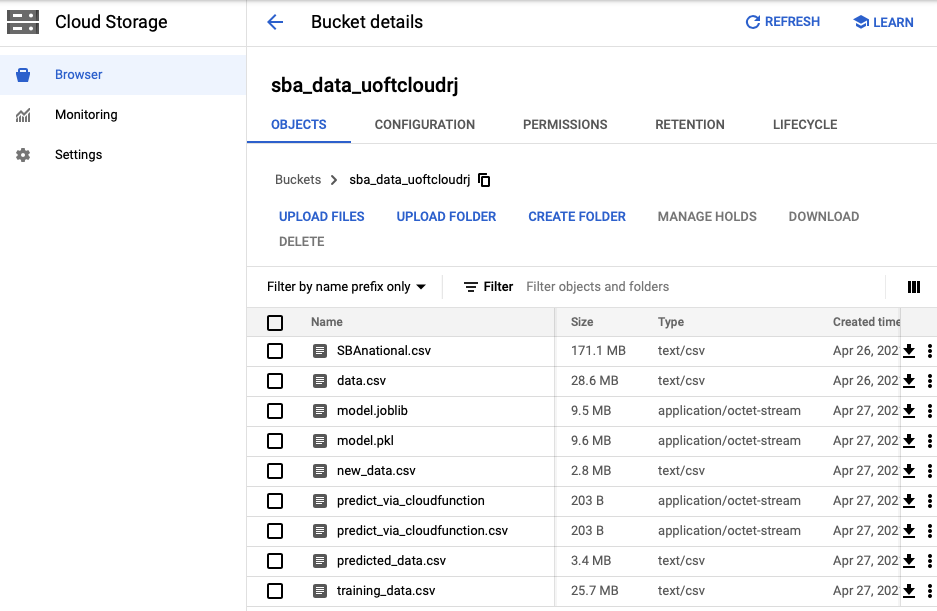 Cloud Storage
Bucket details
REFRESH
LEARN
Browser
Monitoring
Settings
sba_data_uoftcloudrj
OBJECTS CONFIGURATION PERMISSIONS RETENTION LIFECYCLE
Buckets > sba_data_uoftcloudrj
UPLOAD FILES UPLOAD FOLDER CREATE FOLDER MANAGE HOLDS DOWNLOAD
DELETE
Filter by name prefix only Filter Filter objects and folders
Name Size Type Created time
SBAnational.csv 171.1 MB text/csv Apr 26, 202
data.csv 28.6 MB text/csv Apr 26, 202
model.joblib 9.5 MB application/octet-stream Apr 27, 202
model.pkl 9.6 MB application/octet-stream Apr 27, 202
new_data.csv 2.8 MB text/csv Apr 27, 202
predict_via_cloudfunction 203 B application/octet-stream Apr 27, 202
predict_via_cloudfunction.csv 203 B application/octet-stream Apr 27, 202
predicted_data.csv 3.4 MB text/csv Apr 27, 202
training_data.csv 25.7 MB text/csv Apr 27, 202